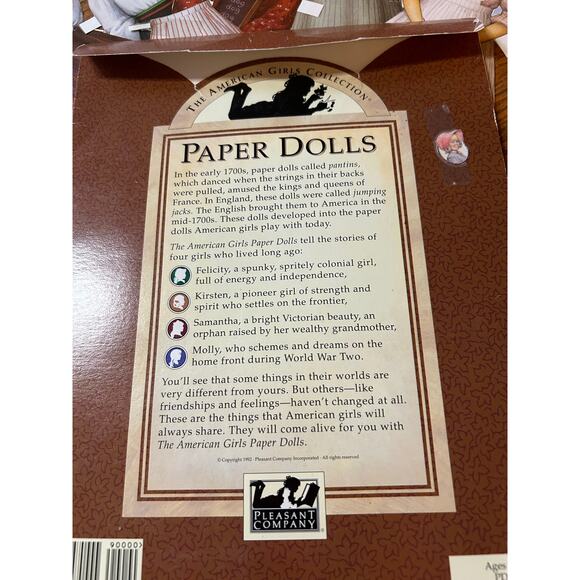 THE AMERICAN GIRLS COLLECTION®
PAPER DOLLS
In the early 1700s, paper dolls called pantins,
which danced when the strings in their backs
were pulled, amused the kings and queens of
France. In England, these dolls were called jumping
jacks. The English brought them to America in the
mid-1700s. These dolls developed into the paper
dolls American girls play with today.
The American Girls Paper Dolls tell the stories of
four girls who lived long ago:
Felicity, a spunky, spritely colonial girl,
full of energy and independence,
Kirsten, a pioneer girl of strength and
spirit who settles on the frontier,
Samantha, a bright Victorian beauty, an
orphan raised by her wealthy grandmother,
Molly, who schemes and dreams on the
home front during World War Two.
You'll see that some things in their worlds are
very different from yours. But others—like
friendships and feelings—haven't changed at all.
These are the things that American girls will
always share. They will come alive for you with
The American Girls Paper Dolls.
© Copyright 1992 · Pleasant Company Incorporated · All rights reserved
PLEASANT
COMPANY®
90000>
Ages
PD